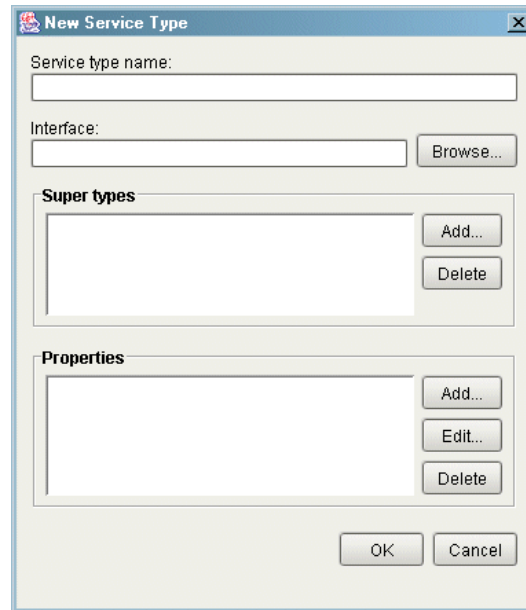 New Service Type
Service type name:
Interface:
Browse...
Super types
Add...
Delete
Properties
Add...
Edit...
Delete
OK
Cancel